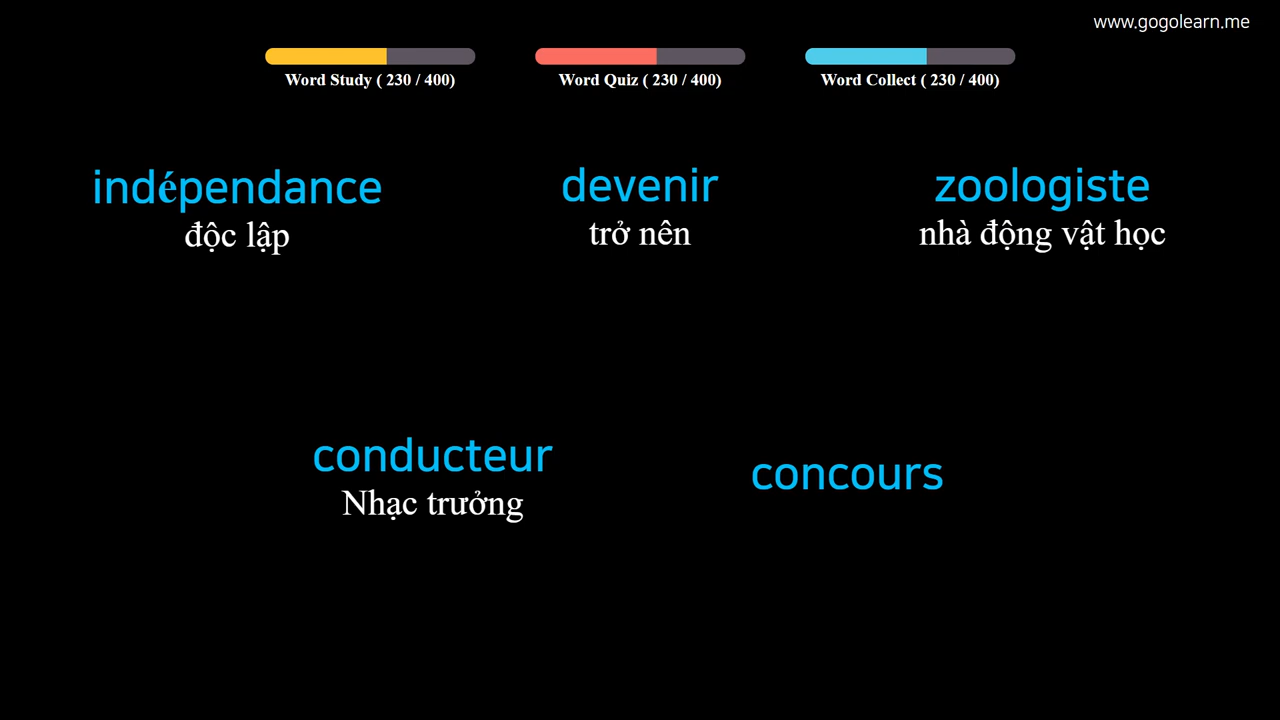 www.gogolearn.me
Word Study ( 230 / 400)
Word Quiz ( 230 / 400)
Word Collect ( 230 / 400)
indépendance
độc lập
devenir
trở nên
zoologiste
nhà động vật học
conducteur
Nhạc trưởng
concours